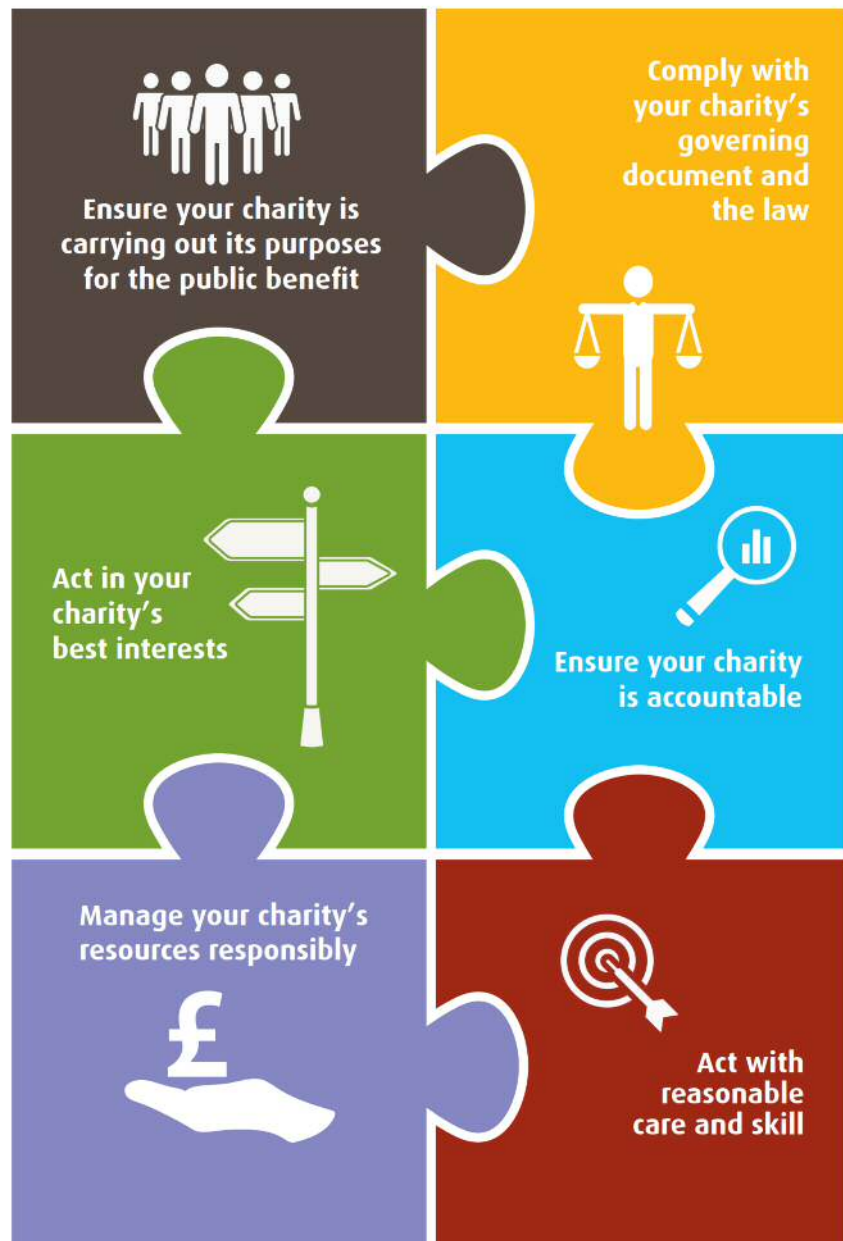 Ensure your charity is
carrying out its purposes
for the public benefit
Comply with
your charity's
governing
document and
the law
Act in your
charity's
best interests
Ensure your charity
is accountable
Manage your charity's
resources responsibly
£
Act with
reasonable
care and skill